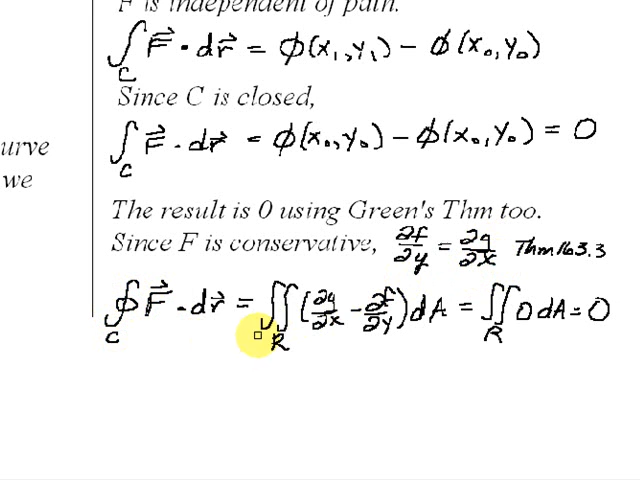 F is independent of path.
∫_C F⃗ · dr⃗ = ϕ(x₁, y₁) − ϕ(x₀, y₀)
Since C is closed,
∫_C F⃗ · dr⃗ = ϕ(x₀, y₀) − ϕ(x₀, y₀) = 0
urve
we
The result is 0 using Green's Thm too.
Since F is conservative, ∂f/∂y = ∂g/∂x Thm 16.3.3
∮_C F⃗ · dr⃗ = ∬_R (∂g/∂x − ∂f/∂y) dA = ∬_R 0 dA = 0